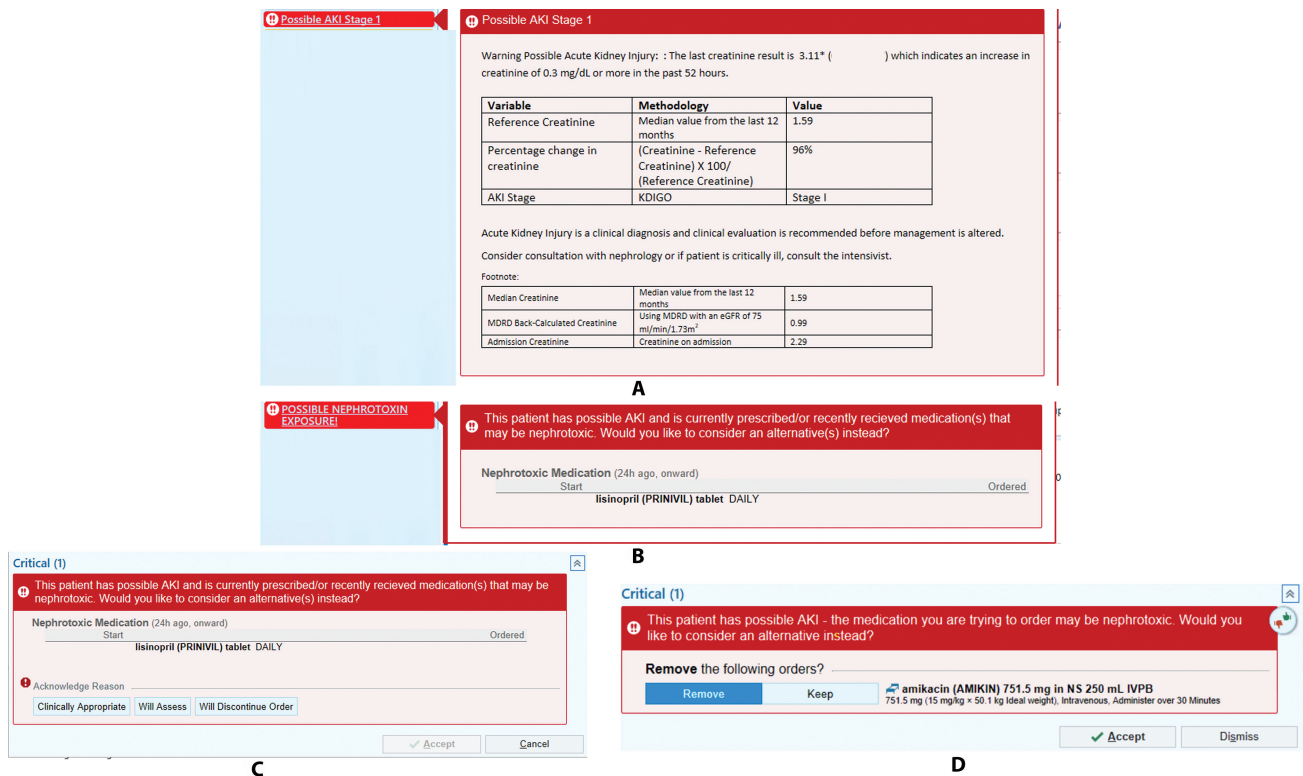 Possible AKI Stage 1
Possible AKI Stage 1
Warning Possible Acute Kidney Injury: : The last creatinine result is 3.11* ( ) which indicates an increase in
creatinine of 0.3 mg/dL or more in the past 52 hours.
Variable Methodology Value
Reference Creatinine Median value from the last 12 1.59
months
Percentage change in (Creatinine - Reference 96%
creatinine Creatinine) X 100/
(Reference Creatinine)
AKI Stage KDIGO Stage I
Acute Kidney Injury is a clinical diagnosis and clinical evaluation is recommended before management is altered.
Consider consultation with nephrology or if patient is critically ill, consult the intensivist.
Footnote:
Median Creatinine Median value from the last 12 1.59
months
MDRD Back-Calculated Creatinine Using MDRD with an eGFR of 75 0.99
ml/min/1.73m²
Admission Creatinine Creatinine on admission 2.29
A
POSSIBLE NEPHROTOXIN
EXPOSURE!
This patient has possible AKI and is currently prescribed/or recently recieved medication(s) that
may be nephrotoxic. Would you like to consider an alternative(s) instead?
Nephrotoxic Medication (24h ago, onward)
Start Ordered
lisinopril (PRINIVIL) tablet DAILY
B
Critical (1)
This patient has possible AKI and is currently prescribed/or recently recieved medication(s) that may be
nephrotoxic. Would you like to consider an alternative(s) instead?
Nephrotoxic Medication (24h ago, onward)
Start Ordered
lisinopril (PRINIVIL) tablet DAILY
Acknowledge Reason
Clinically Appropriate Will Assess Will Discontinue Order
Accept Cancel
C
Critical (1)
This patient has possible AKI - the medication you are trying to order may be nephrotoxic. Would you
like to consider an alternative instead?
Remove the following orders?
Remove Keep amikacin (AMIKIN) 751.5 mg in NS 250 mL IVPB
751.5 mg (15 mg/kg × 50.1 kg Ideal weight), Intravenous, Administer over 30 Minutes
Accept Dismiss
D